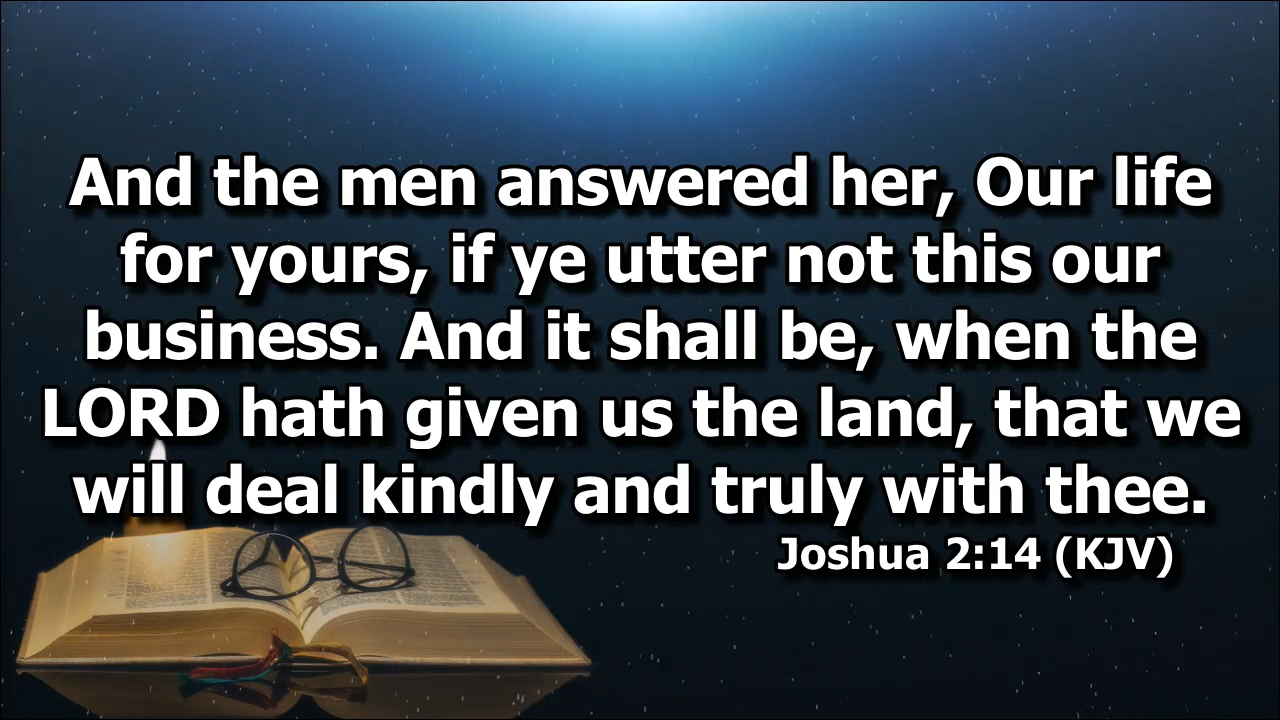 And the men answered her, Our life
for yours, if ye utter not this our
business. And it shall be, when the
LORD hath given us the land, that we
will deal kindly and truly with thee.
Joshua 2:14 (KJV)